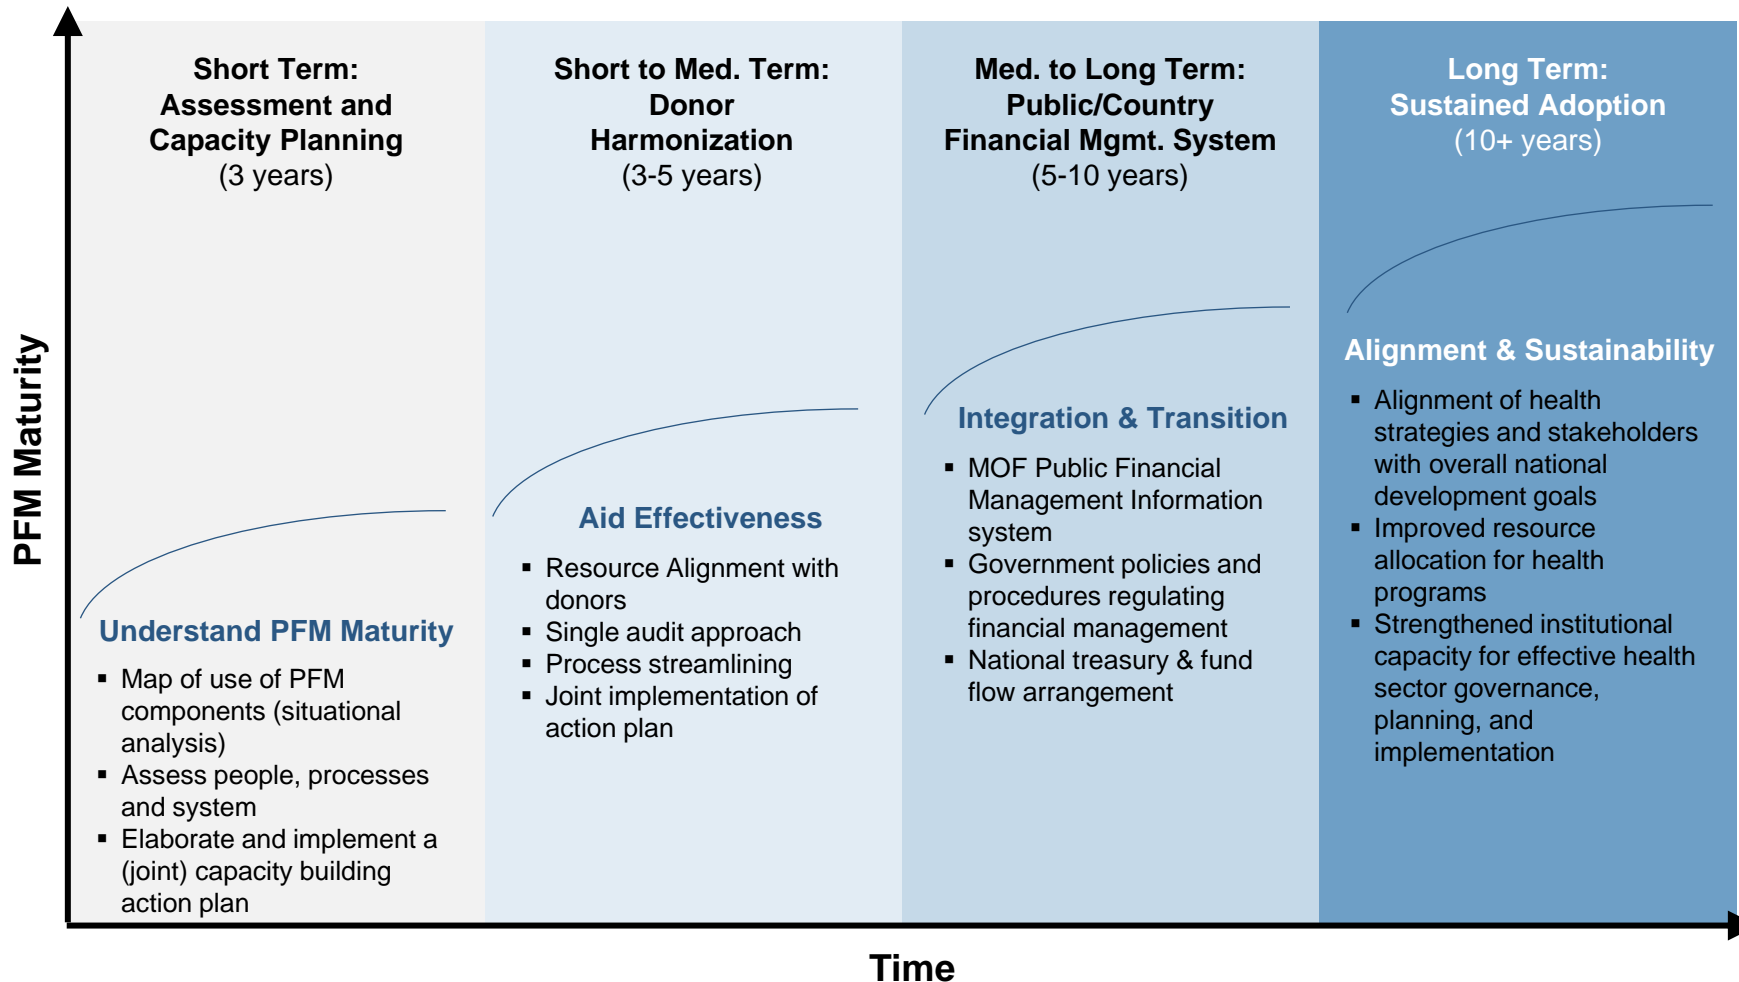 Short Term:
Assessment and
Capacity Planning
(3 years)
Short to Med. Term:
Donor
Harmonization
(3-5 years)
Med. to Long Term:
Public/Country
Financial Mgmt. System
(5-10 years)
Long Term:
Sustained Adoption
(10+ years)
PFM Maturity
Understand PFM Maturity
▪ Map of use of PFM
components (situational
analysis)
▪ Assess people, processes
and system
▪ Elaborate and implement a
(joint) capacity building
action plan
Aid Effectiveness
▪ Resource Alignment with
donors
▪ Single audit approach
▪ Process streamlining
▪ Joint implementation of
action plan
Integration & Transition
▪ MOF Public Financial
Management Information
system
▪ Government policies and
procedures regulating
financial management
▪ National treasury & fund
flow arrangement
Alignment & Sustainability
▪ Alignment of health
strategies and stakeholders
with overall national
development goals
▪ Improved resource
allocation for health
programs
▪ Strengthened institutional
capacity for effective health
sector governance,
planning, and
implementation
Time